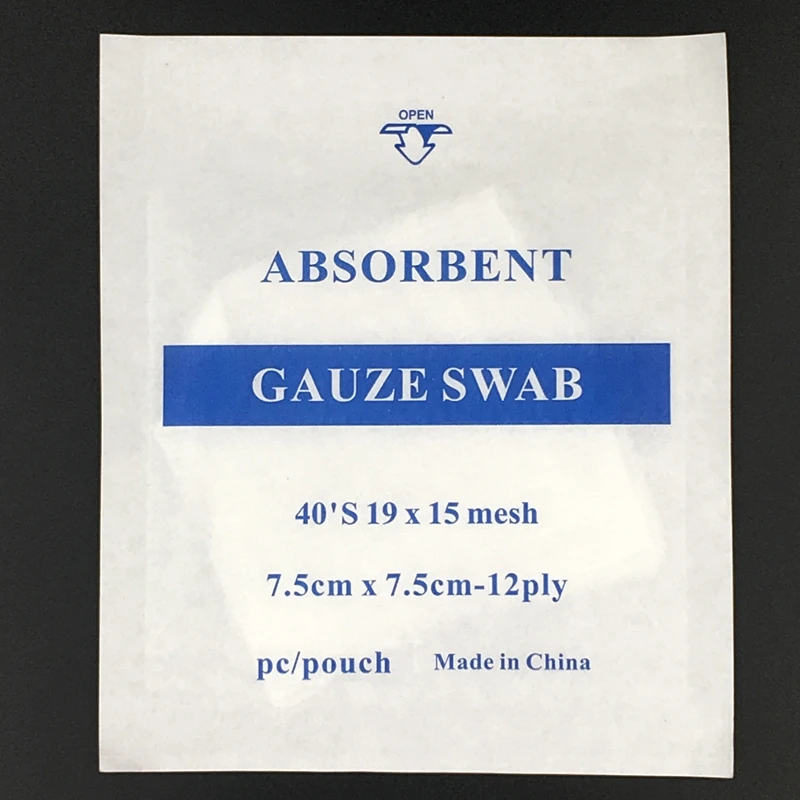 OPEN
ABSORBENT
GAUZE SWAB
40'S 19 x 15 mesh
7.5cm x 7.5cm-12ply
pc/pouch Made in China